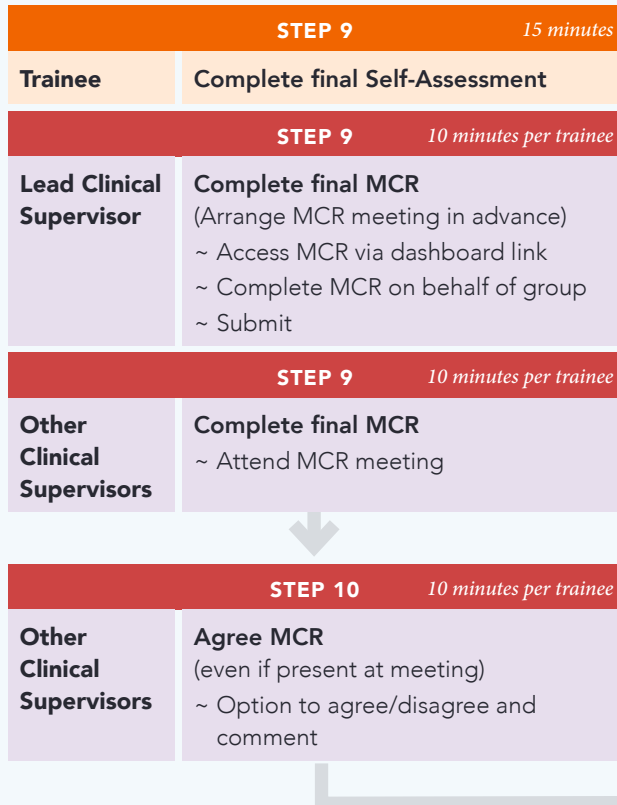 STEP 9 15 minutes
Trainee Complete final Self-Assessment
STEP 9 10 minutes per trainee
Lead Clinical
Supervisor
Complete final MCR
(Arrange MCR meeting in advance)
~ Access MCR via dashboard link
~ Complete MCR on behalf of group
~ Submit
STEP 9 10 minutes per trainee
Other
Clinical
Supervisors
Complete final MCR
~ Attend MCR meeting
STEP 10 10 minutes per trainee
Other
Clinical
Supervisors
Agree MCR
(even if present at meeting)
~ Option to agree/disagree and
comment